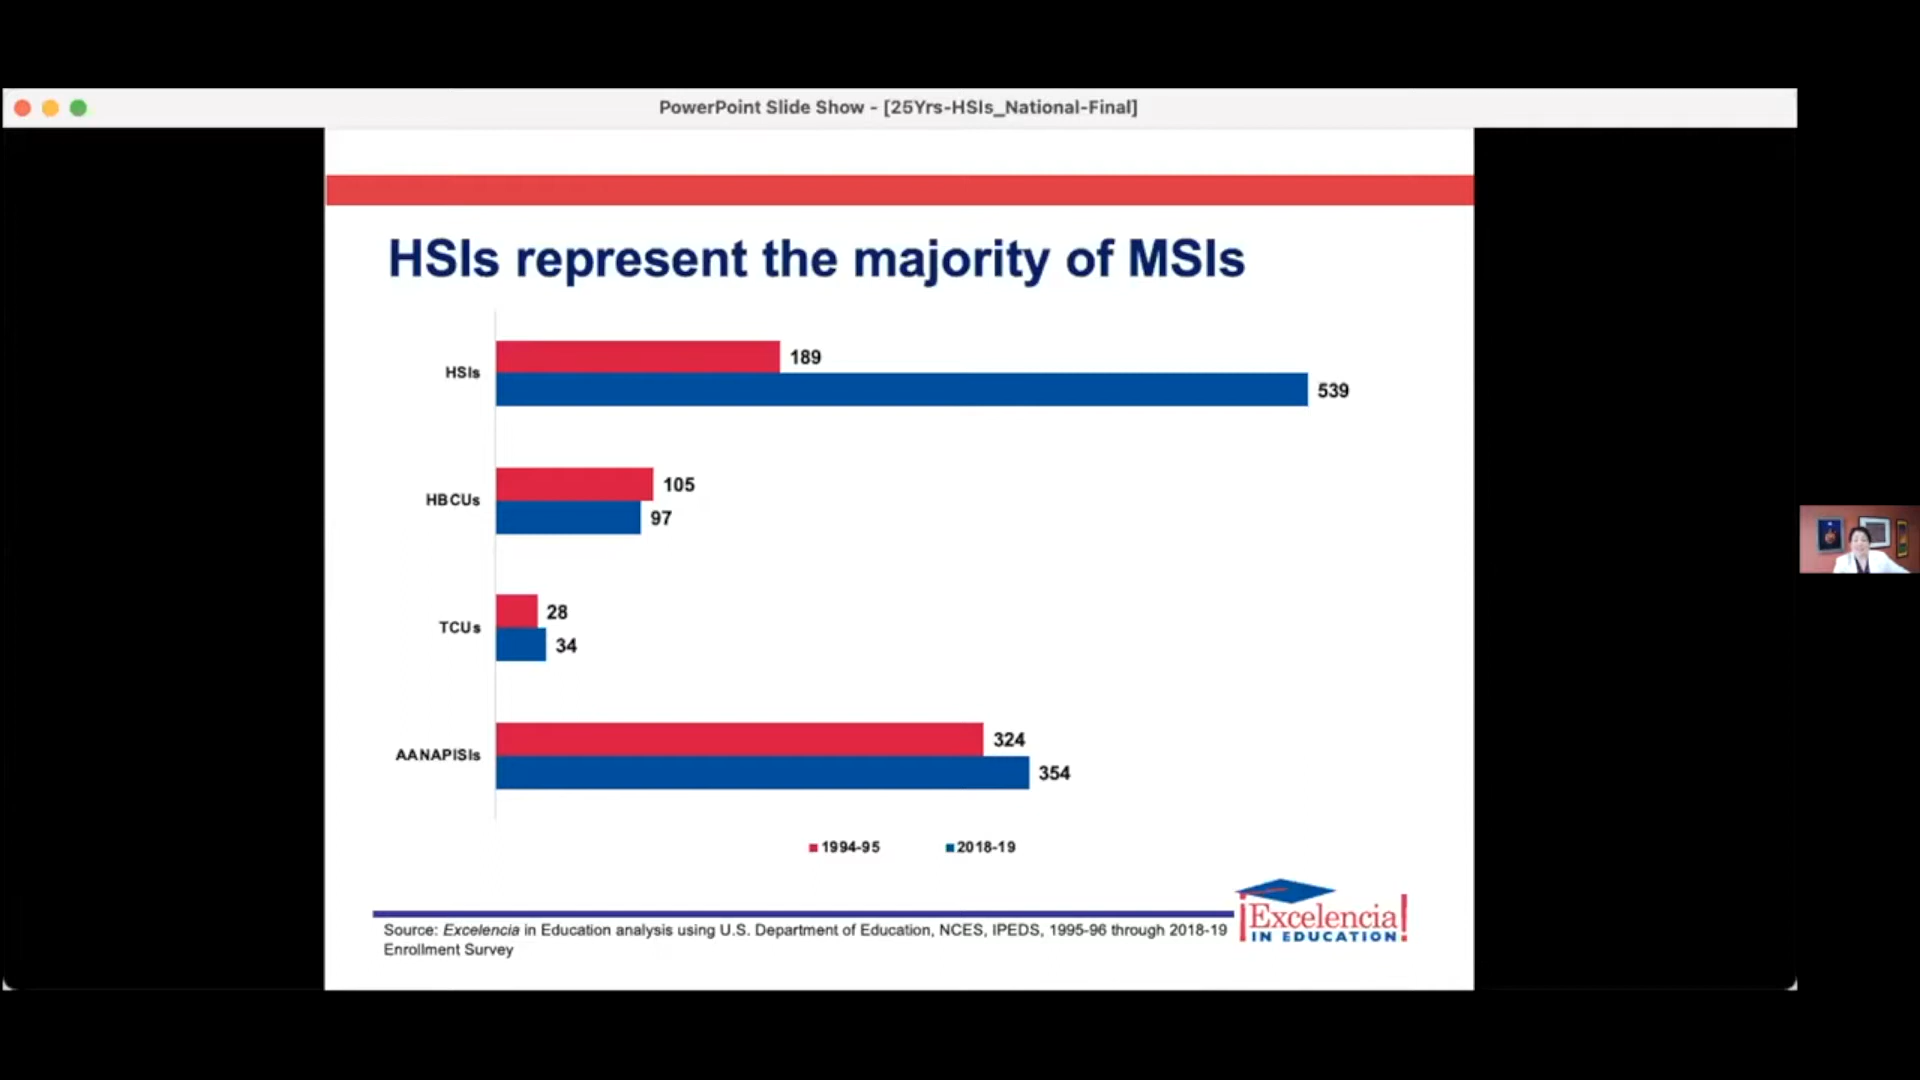 PowerPoint Slide Show - [25Yrs-HSIs_National-Final]
HSIs represent the majority of MSIs
HSIs
189
539
HBCUs
105
97
TCUs
28
34
AANAPISIs
324
354
1994-95
2018-19
¡Excelencia!
IN EDUCATION
Source: Excelencia in Education analysis using U.S. Department of Education, NCES, IPEDS, 1995-96 through 2018-19
Enrollment Survey